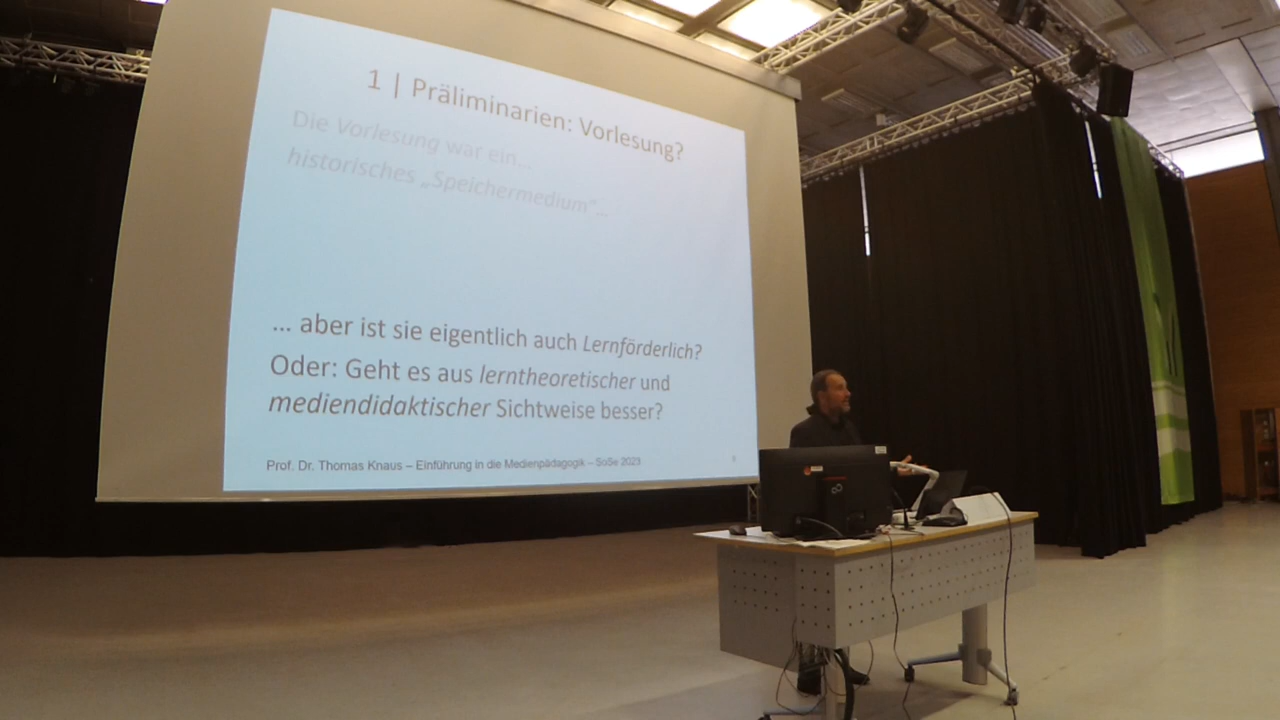 1 | Präliminarien: Vorlesung?
Die Vorlesung war ein...
historisches „Speichermedium“...
... aber ist sie eigentlich auch Lernförderlich?
Oder: Geht es aus lerntheoretischer und
mediendidaktischer Sichtweise besser?
Prof. Dr. Thomas Knaus – Einführung in die Medienpädagogik – SoSe 2023